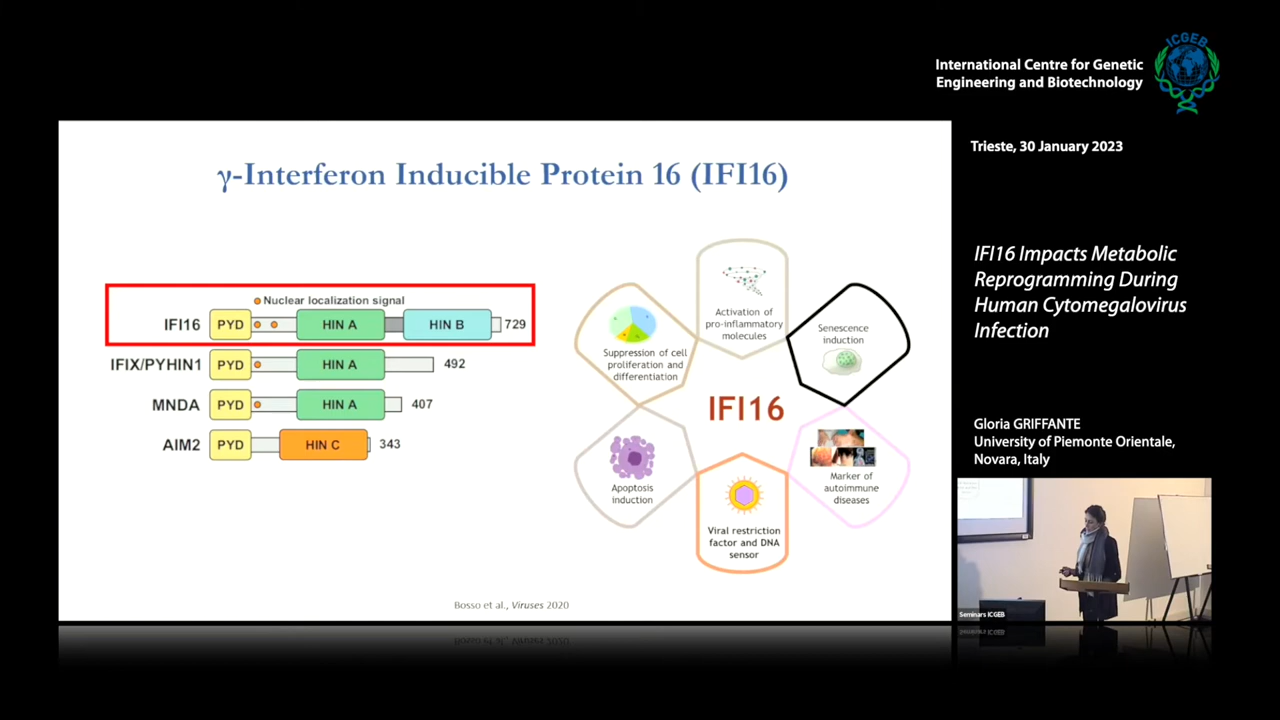 ICGEB
International Centre for Genetic
Engineering and Biotechnology
Trieste, 30 January 2023
γ-Interferon Inducible Protein 16 (IFI16)
Nuclear localization signal
IFI16 PYD HIN A HIN B 729
IFIX/PYHIN1 PYD HIN A 492
MNDA PYD HIN A 407
AIM2 PYD HIN C 343
Activation of
pro-inflammatory
molecules
Senescence
induction
Suppression of cell
proliferation and
differentiation
IFI16
Apoptosis
induction
Marker of
autoimmune
diseases
Viral restriction
factor and DNA
sensor
Bosso et al., Viruses 2020
IFI16 Impacts Metabolic
Reprogramming During
Human Cytomegalovirus
Infection
Gloria GRIFFANTE
University of Piemonte Orientale,
Novara, Italy
Seminars ICGEB